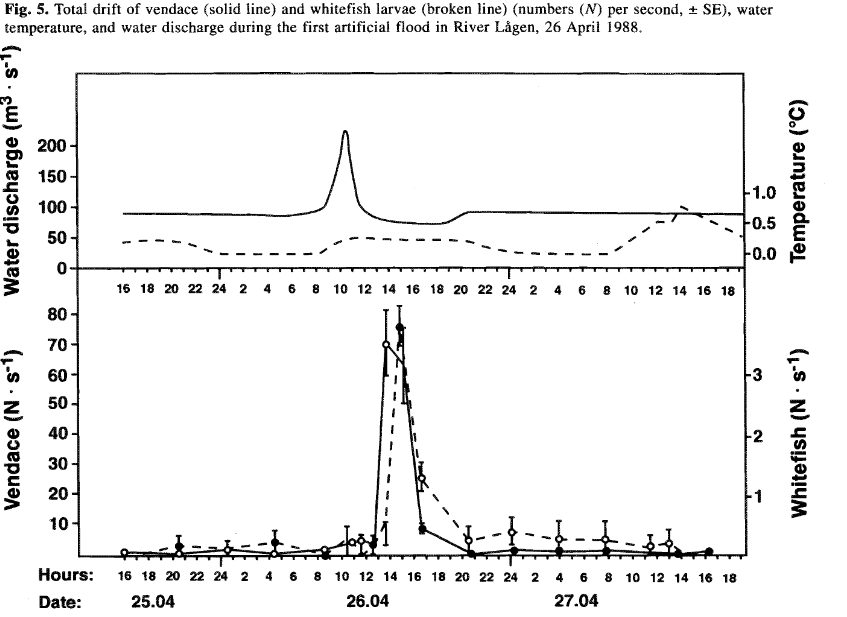 Fig. 5. Total drift of vendace (solid line) and whitefish larvae (broken line) (numbers (N) per second, ± SE), water
temperature, and water discharge during the first artificial flood in River Lågen, 26 April 1988.
Water discharge (m³ · s⁻¹)
200
150
100
50
0
Temperature (°C)
1.0
0.5
0.0
16 18 20 22 24 2 4 6 8 10 12 14 16 18 20 22 24 2 4 6 8 10 12 14 16 18
Vendace (N · s⁻¹)
80
70
60
50
40
30
20
10
Whitefish (N · s⁻¹)
3
2
1
Hours: 16 18 20 22 24 2 4 6 8 10 12 14 16 18 20 22 24 2 4 6 8 10 12 14 16 18
Date: 25.04 26.04 27.04